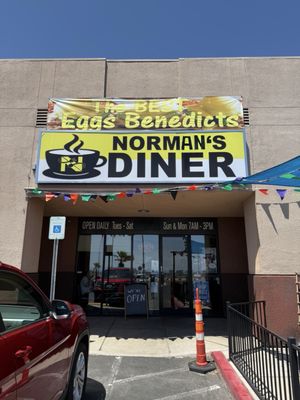 The BEST
Eggs Benedicts
NORMAN'S
DINER
OPEN DAILY Tues - Sat Sun & Mon 7AM - 3PM
OPEN